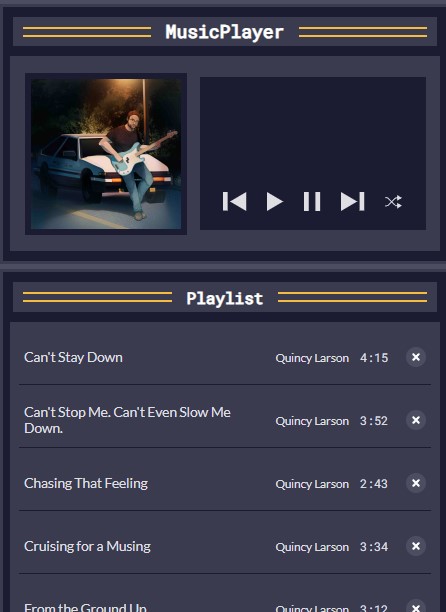 MusicPlayer
Playlist
Can't Stay Down Quincy Larson 4:15
Can't Stop Me. Can't Even Slow Me
Down. Quincy Larson 3:52
Chasing That Feeling Quincy Larson 2:43
Cruising for a Musing Quincy Larson 3:34
From the Ground Up Quincy Larson 3:12